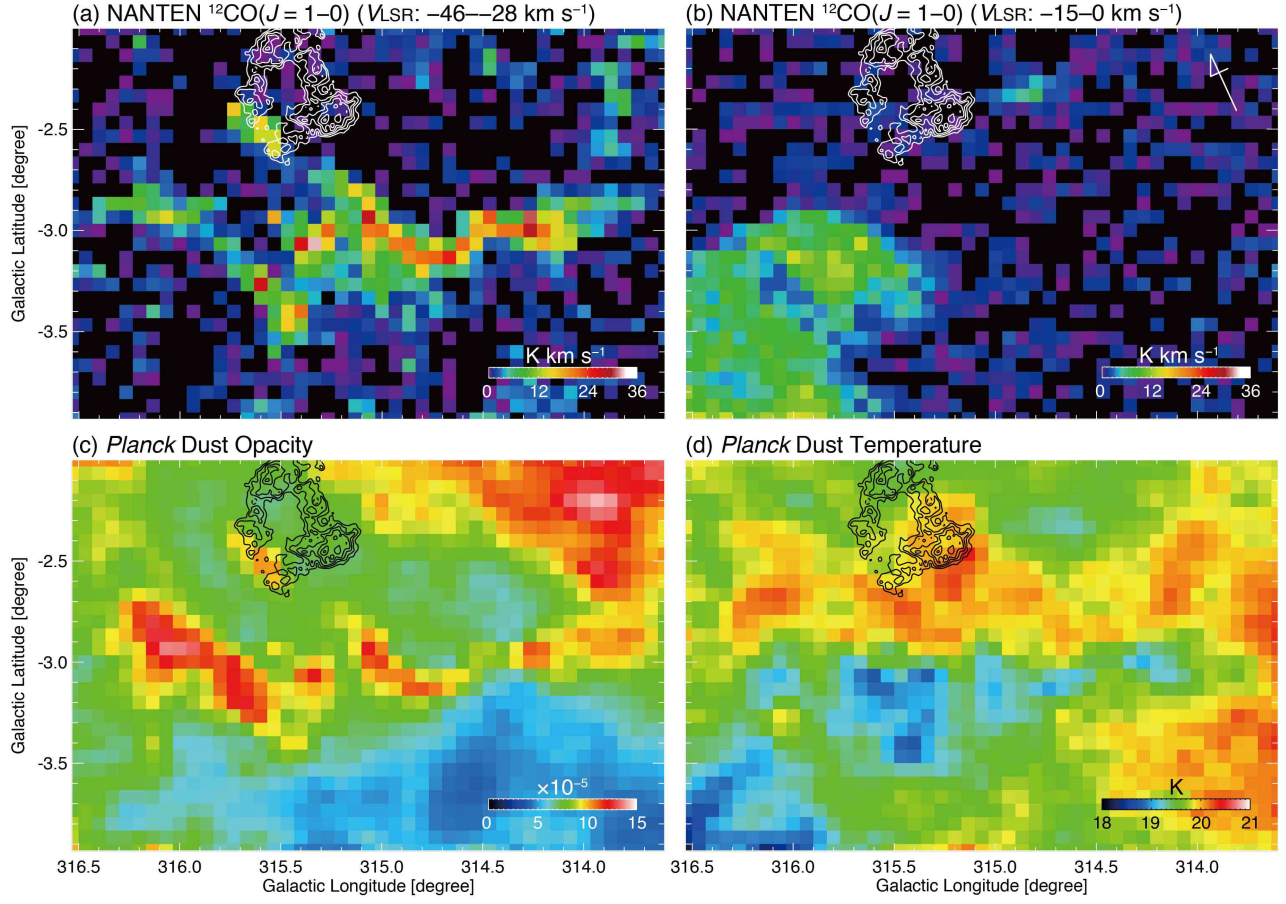 (a) NANTEN ¹²CO(J = 1–0) (VLSR: −46–−28 km s⁻¹)
(b) NANTEN ¹²CO(J = 1–0) (VLSR: −15–0 km s⁻¹)
Galactic Latitude [degree]
-2.5
-3.0
-3.5
K km s⁻¹
0 12 24 36
K km s⁻¹
0 12 24 36
(c) Planck Dust Opacity
(d) Planck Dust Temperature
Galactic Latitude [degree]
-2.5
-3.0
-3.5
×10⁻⁵
0 5 10 15
K
18 19 20 21
316.5 316.0 315.5 315.0 314.5 314.0
316.0 315.5 315.0 314.5 314.0
Galactic Longitude [degree]
Galactic Longitude [degree]